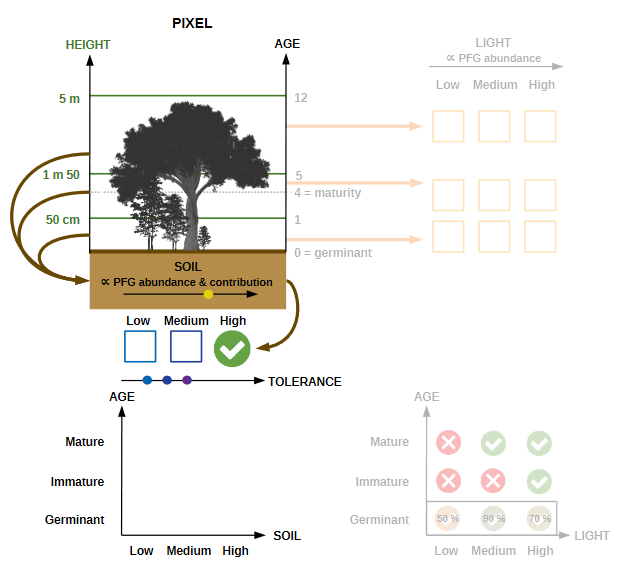 PIXEL
HEIGHT
AGE
5 m
1 m 50
50 cm
12
5
4 = maturity
1
0 = germinant
LIGHT
∝ PFG abundance
Low Medium High
SOIL
∝ PFG abundance & contribution
Low Medium High
TOLERANCE
AGE
Mature
Immature
Germinant
SOIL
Low Medium High
AGE
Mature
Immature
Germinant 50 % 90 % 70 %
LIGHT
Low Medium High